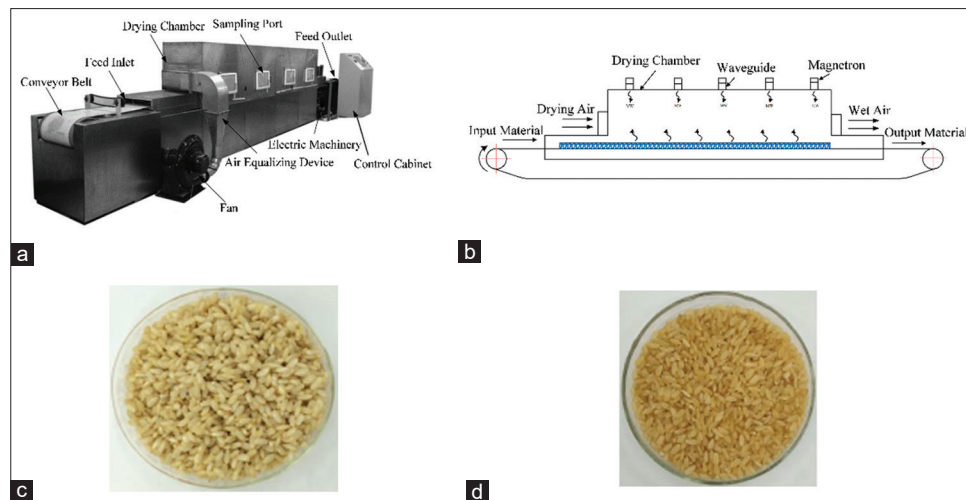 Drying Chamber
Sampling Port
Feed Outlet
Feed Inlet
Conveyor Belt
Electric Machinery
Air Equalizing Device
Control Cabinet
Fan
a
Drying Chamber
Waveguide
Magnetron
Drying Air
Wet Air
Input Material
Output Material
b
c
d